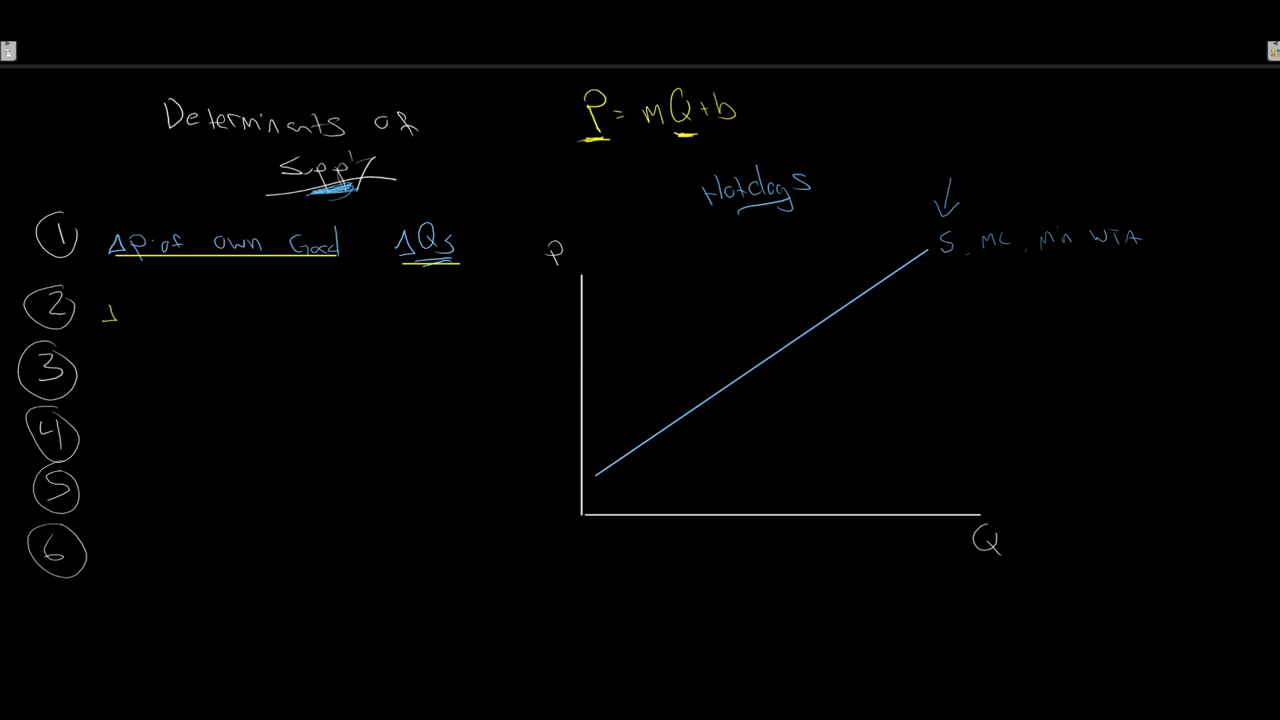 Determinants of
Supply
P = mQ + b
Hotdogs
① ΔP. of own Good ΔQs
② Δ
③
④
⑤
⑥
P
S, MC, Min WTA
Q